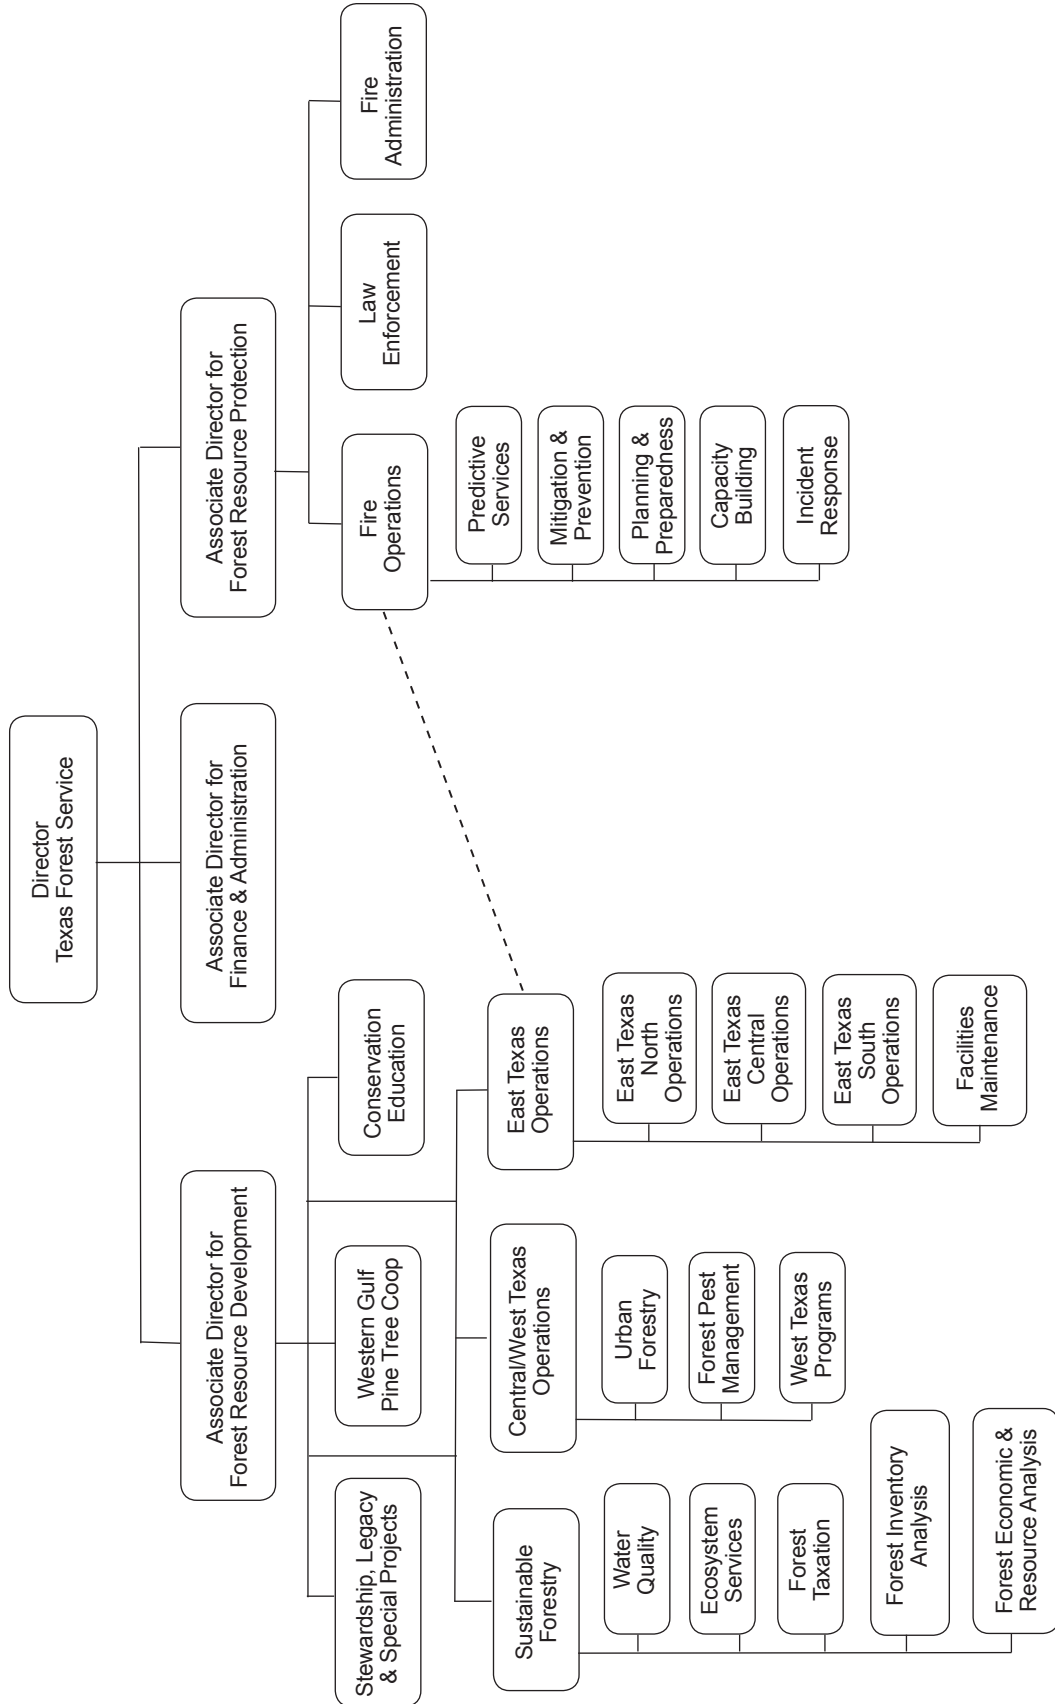 Director
Texas Forest Service
Associate Director for
Forest Resource Development
Associate Director for
Finance & Administration
Associate Director for
Forest Resource Protection
Stewardship, Legacy
& Special Projects
Western Gulf
Pine Tree Coop
Conservation
Education
Fire
Operations
Law
Enforcement
Fire
Administration
Sustainable
Forestry
Central/West Texas
Operations
East Texas
Operations
Water
Quality
Ecosystem
Services
Forest
Taxation
Forest Inventory
Analysis
Forest Economic &
Resource Analysis
Urban
Forestry
Forest Pest
Management
West Texas
Programs
East Texas
North
Operations
East Texas
Central
Operations
East Texas
South
Operations
Facilities
Maintenance
Predictive
Services
Mitigation &
Prevention
Planning &
Preparedness
Capacity
Building
Incident
Response